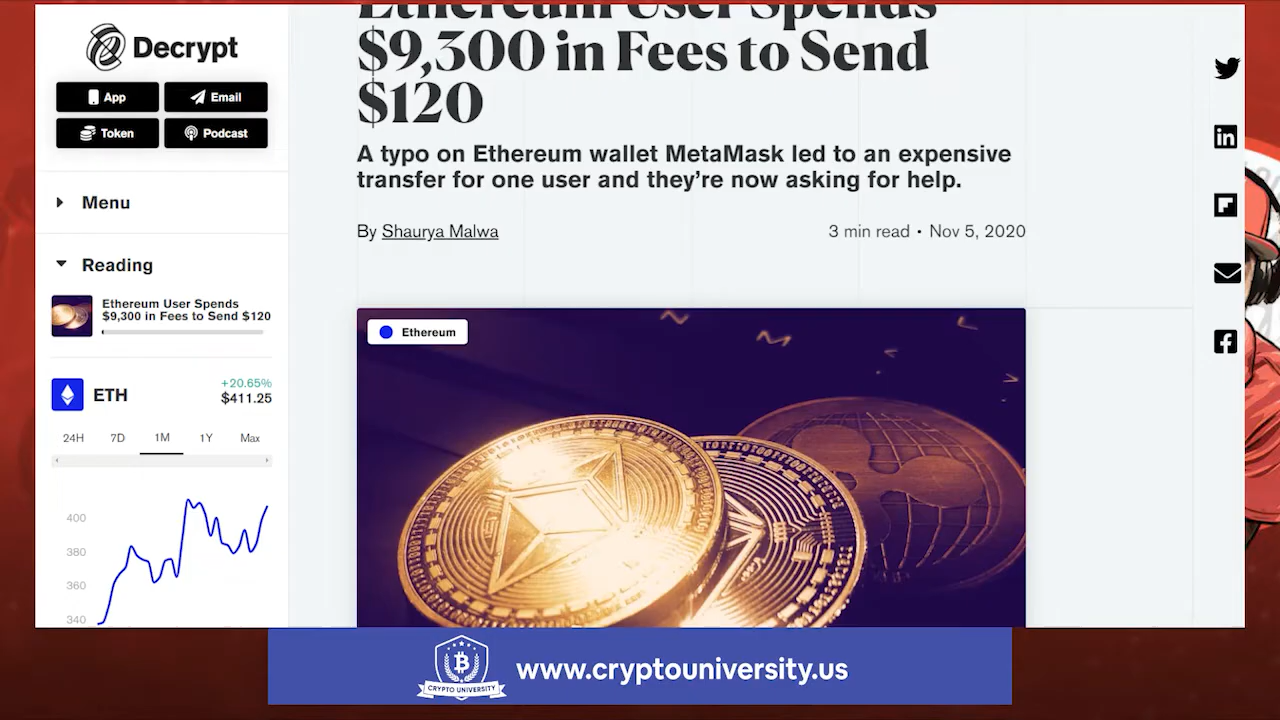 Decrypt
App
Email
Token
Podcast
Menu
Reading
Ethereum User Spends
$9,300 in Fees to Send $120
ETH
+20.65%
$411.25
24H
7D
1M
1Y
Max
400
380
360
340
Ethereum User Spends
$9,300 in Fees to Send
$120
A typo on Ethereum wallet MetaMask led to an expensive
transfer for one user and they're now asking for help.
By Shaurya Malwa
3 min read • Nov 5, 2020
Ethereum
CRYPTO UNIVERSITY
www.cryptouniversity.us